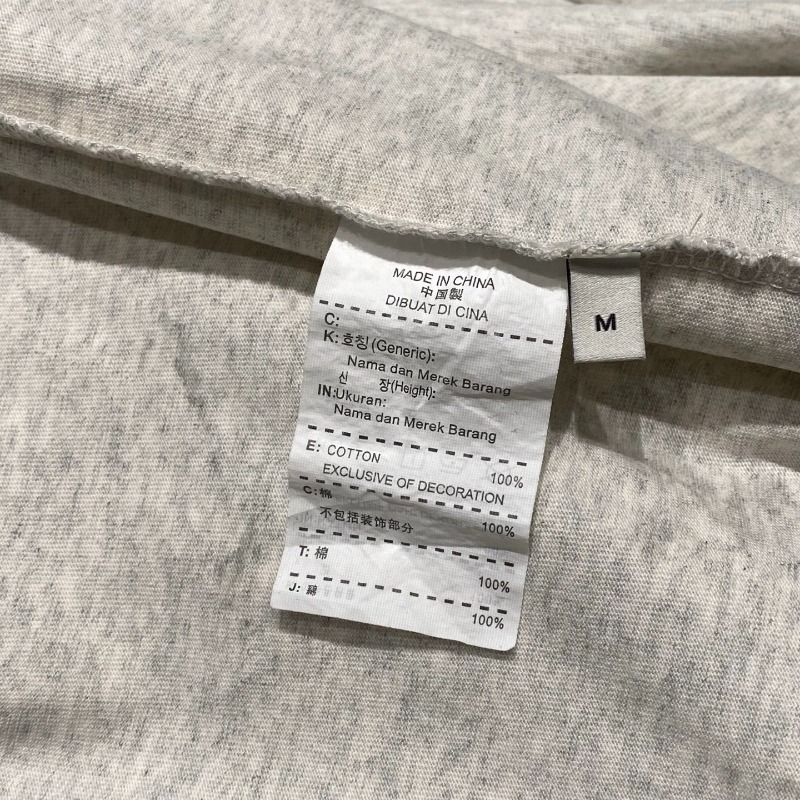 MADE IN CHINA
中国製
DIBUAT DI CINA
M
C:
K: 호칭(Generic):
Nama dan Merek Barang
신 장(Height):
IN:Ukuran:
Nama dan Merek Barang
E: COTTON 100%
EXCLUSIVE OF DECORATION
C: 棉 100%
不包括装饰部分
T: 棉 100%
J: 綿 100%